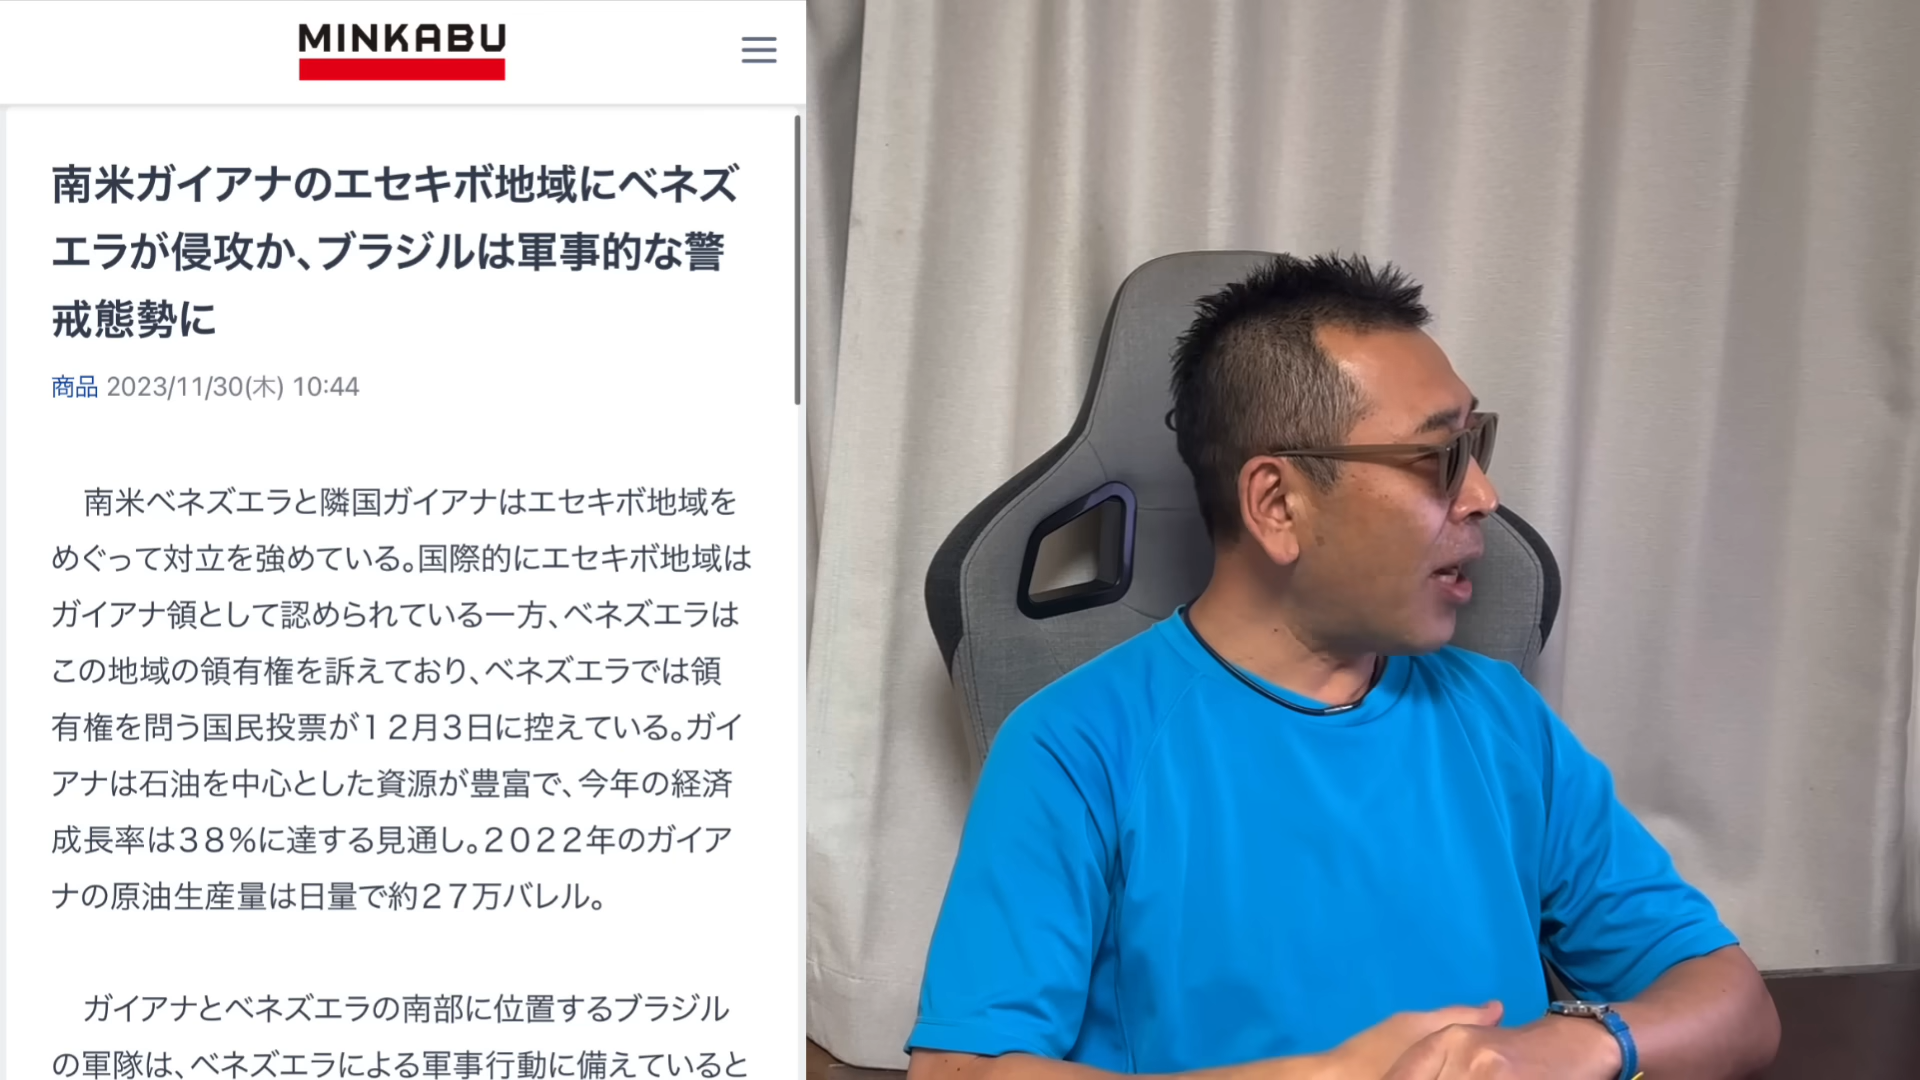 MINKABU
南米ガイアナのエセキボ地域にベネズ
エラが侵攻か、ブラジルは軍事的な警
戒態勢に
商品 2023/11/30(木) 10:44
南米ベネズエラと隣国ガイアナはエセキボ地域を
めぐって対立を強めている。国際的にエセキボ地域は
ガイアナ領として認められている一方、ベネズエラは
この地域の領有権を訴えており、ベネズエラでは領
有権を問う国民投票が１２月３日に控えている。ガイ
アナは石油を中心とした資源が豊富で、今年の経済
成長率は３８％に達する見通し。２０２２年のガイア
ナの原油生産量は日量で約２７万バレル。
ガイアナとベネズエラの南部に位置するブラジル
の軍隊は、ベネズエラによる軍事行動に備えていると